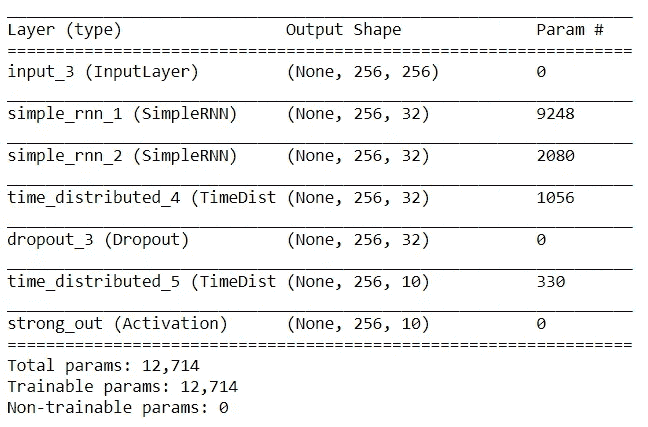 Layer (type) Output Shape Param #
input_3 (InputLayer) (None, 256, 256) 0
simple_rnn_1 (SimpleRNN) (None, 256, 32) 9248
simple_rnn_2 (SimpleRNN) (None, 256, 32) 2080
time_distributed_4 (TimeDist (None, 256, 32) 1056
dropout_3 (Dropout) (None, 256, 32) 0
time_distributed_5 (TimeDist (None, 256, 10) 330
strong_out (Activation) (None, 256, 10) 0
Total params: 12,714
Trainable params: 12,714
Non-trainable params: 0